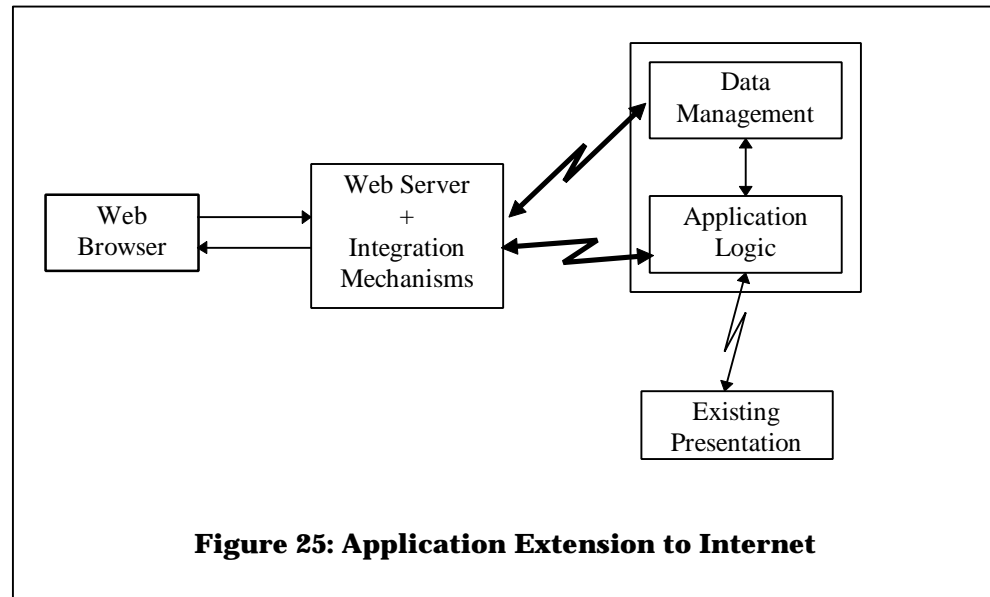 Web
Browser
Web Server
+
Integration
Mechanisms
Data
Management
Application
Logic
Existing
Presentation
Figure 25: Application Extension to Internet